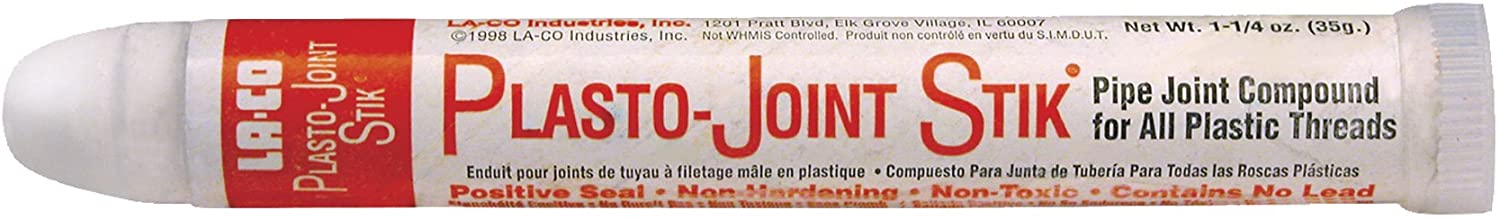 LA-CO
PLASTO-JOINT
STIK®
LA-CO Industries, Inc. 1201 Pratt Blvd, Elk Grove Village, IL 60007
©1998 LA-CO Industries, Inc. Not WHMIS Controlled. Produit non contrôlé en vertu du S.I.M.D.U.T.
Net Wt. 1-1/4 oz. (35g.)
PLASTO-JOINT STIK®
Pipe Joint Compound
for All Plastic Threads
Enduit pour joints de tuyau à filetage mâle en plastique • Compuesto Para Junta de Tubería Para Todas las Roscas Plásticas
Positive Seal • Non-Hardening • Non-Toxic • Contains No Lead